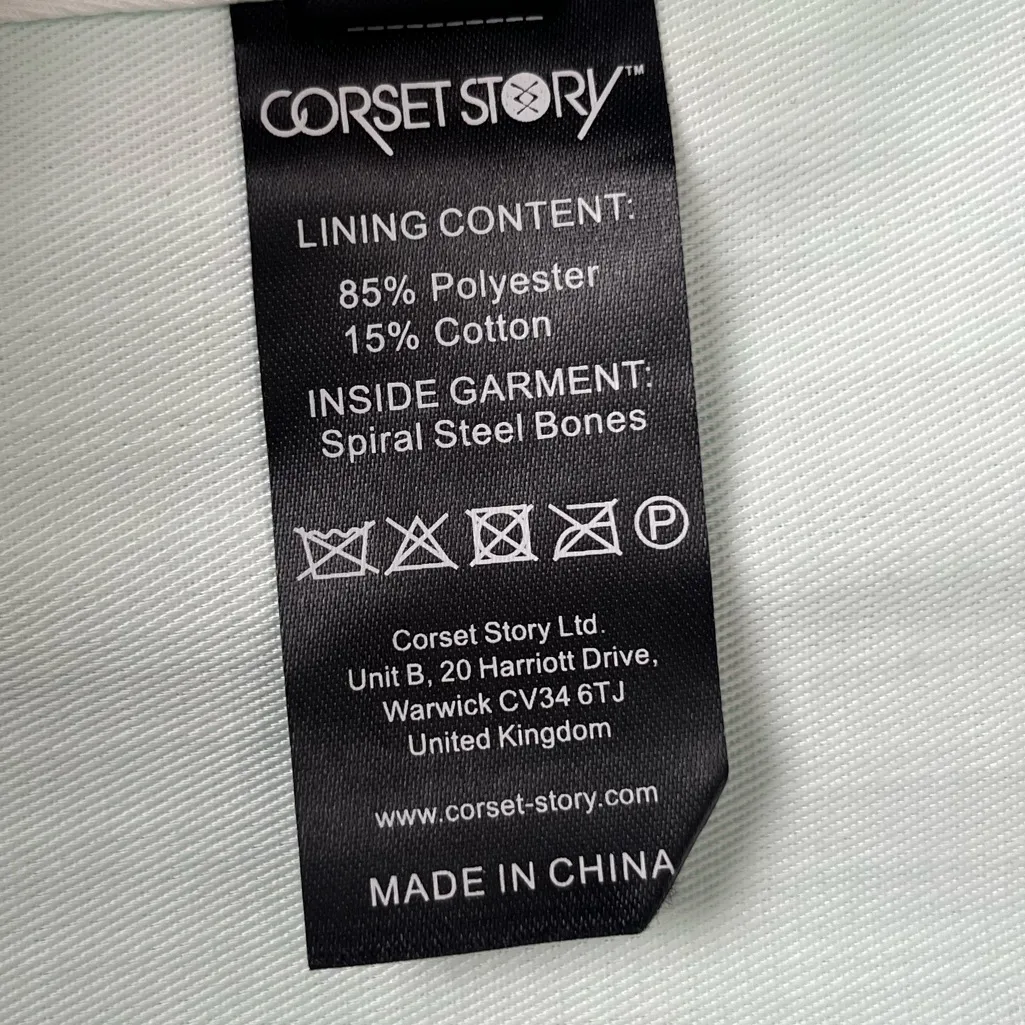 CORSET STORY™
LINING CONTENT:
85% Polyester
15% Cotton
INSIDE GARMENT:
Spiral Steel Bones
P
Corset Story Ltd.
Unit B, 20 Harriott Drive,
Warwick CV34 6TJ
United Kingdom
www.corset-story.com
MADE IN CHINA